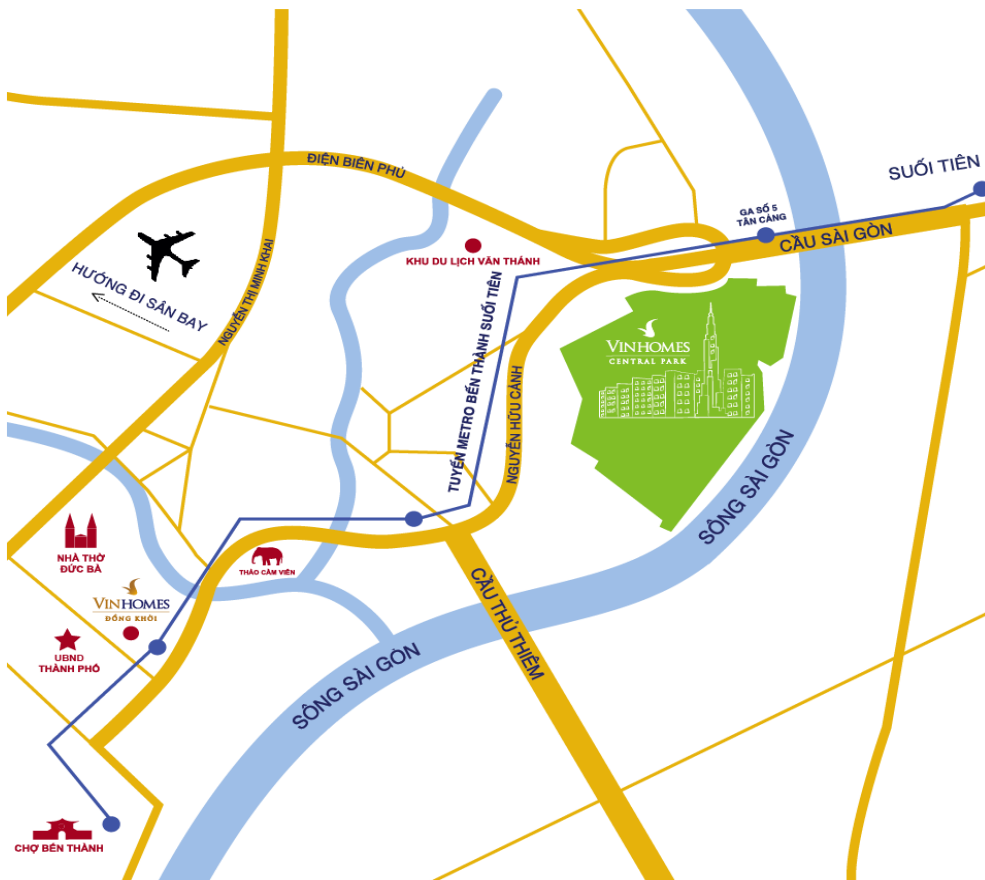 ĐIỆN BIÊN PHỦ
SUỐI TIÊN
GA SỐ 5
TÂN CẢNG
CẦU SÀI GÒN
KHU DU LỊCH VĂN THÁNH
HƯỚNG ĐI SÂN BAY
NGUYỄN THỊ MINH KHAI
TUYẾN METRO BẾN THÀNH SUỐI TIÊN
NGUYỄN HỮU CẢNH
VINHOMES
CENTRAL PARK
SÔNG SÀI GÒN
NHÀ THỜ
ĐỨC BÀ
THẢO CẦM VIÊN
VINHOMES
ĐỒNG KHỞI
UBND
THÀNH PHỐ
CẦU THỦ THIÊM
SÔNG SÀI GÒN
CHỢ BẾN THÀNH